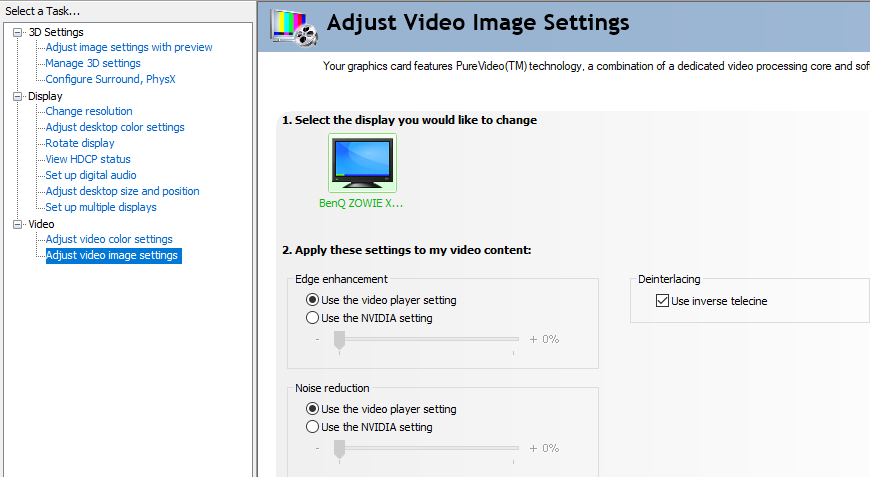 Select a Task...
3D Settings
Adjust image settings with preview
Manage 3D settings
Configure Surround, PhysX
Display
Change resolution
Adjust desktop color settings
Rotate display
View HDCP status
Set up digital audio
Adjust desktop size and position
Set up multiple displays
Video
Adjust video color settings
Adjust video image settings
Adjust Video Image Settings
Your graphics card features PureVideo(TM) technology, a combination of a dedicated video processing core and sof
1. Select the display you would like to change
BenQ ZOWIE X...
2. Apply these settings to my video content:
Edge enhancement
Use the video player setting
Use the NVIDIA setting
- + 0%
Deinterlacing
Use inverse telecine
Noise reduction
Use the video player setting
Use the NVIDIA setting
- + 0%